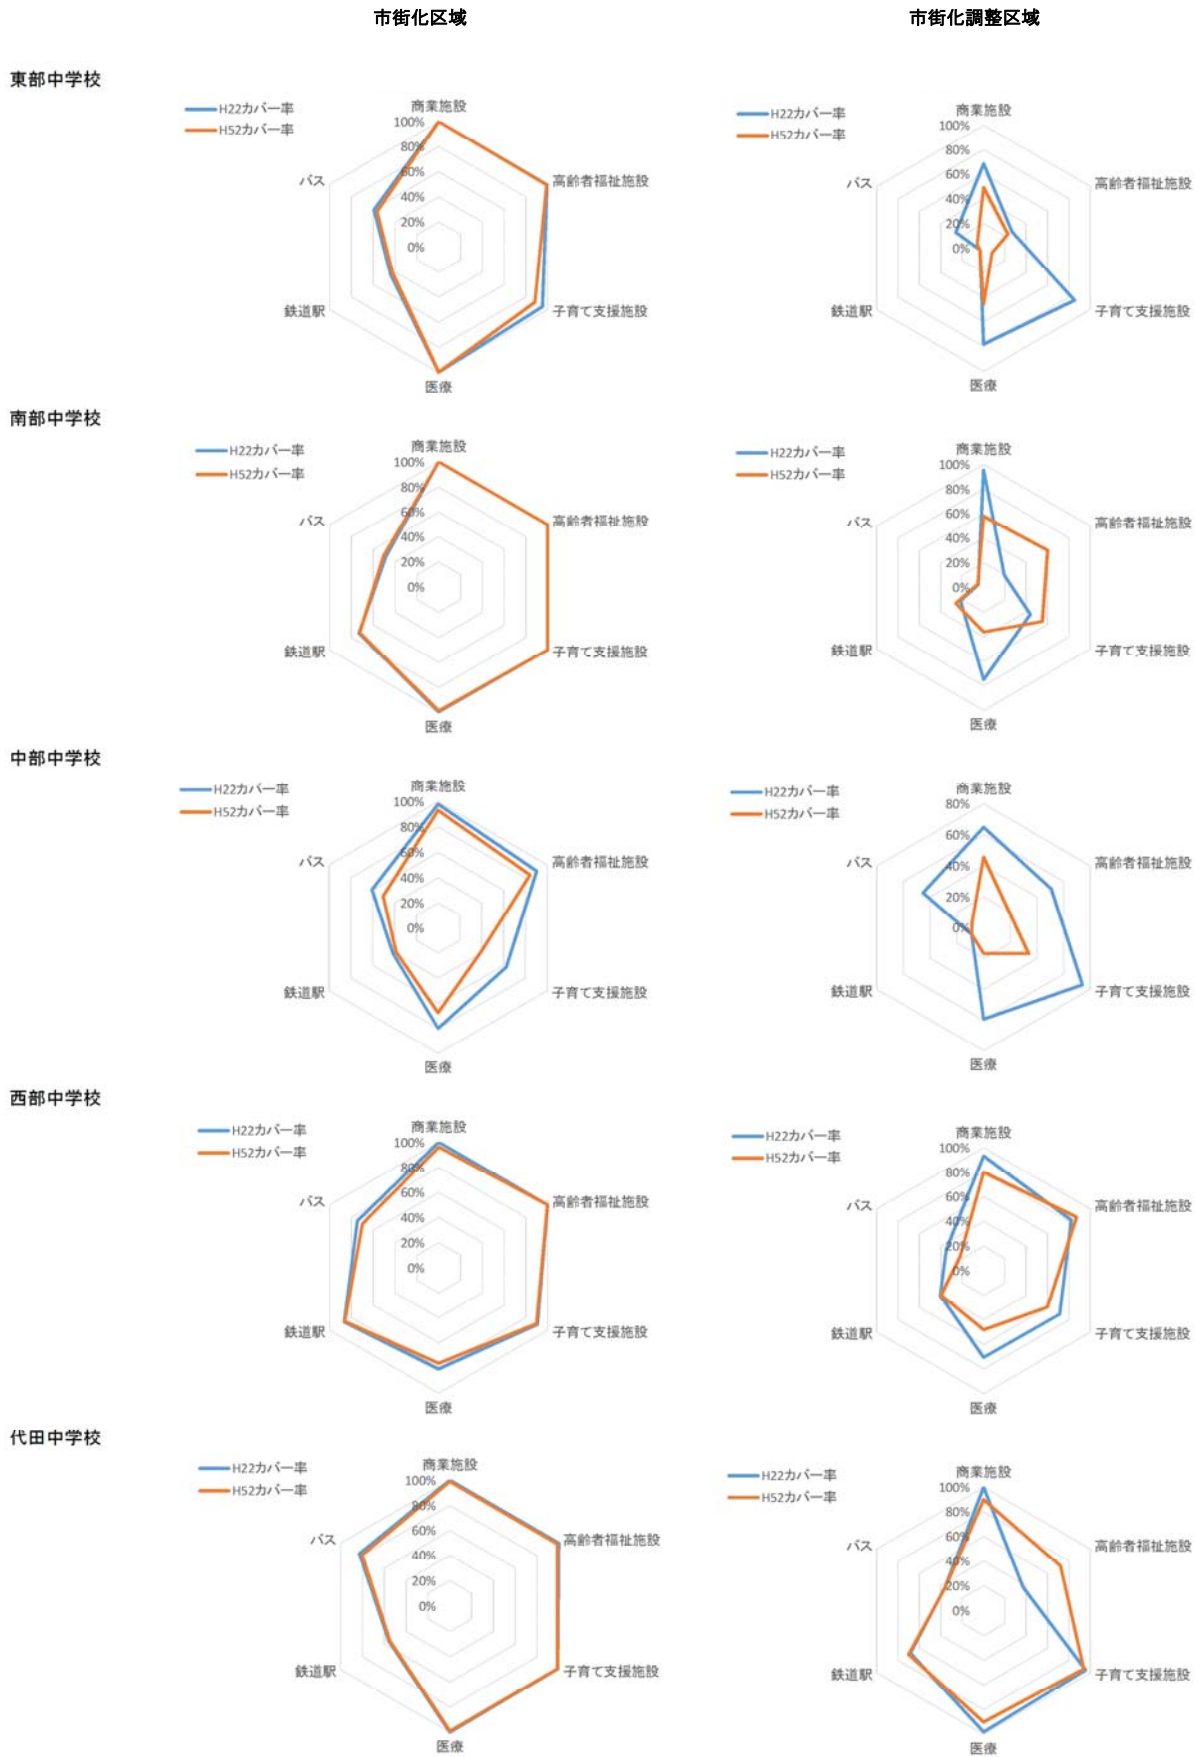 市街化区域
市街化調整区域
東部中学校
H22カバー率
H52カバー率
商業施設
高齢者福祉施設
子育て支援施設
医療
鉄道駅
バス
100%
80%
60%
40%
20%
0%
H22カバー率
H52カバー率
商業施設
高齢者福祉施設
子育て支援施設
医療
鉄道駅
バス
100%
80%
60%
40%
20%
0%
南部中学校
H22カバー率
H52カバー率
商業施設
高齢者福祉施設
子育て支援施設
医療
鉄道駅
バス
100%
80%
60%
40%
20%
0%
H22カバー率
H52カバー率
商業施設
高齢者福祉施設
子育て支援施設
医療
鉄道駅
バス
100%
80%
60%
40%
20%
0%
中部中学校
H22カバー率
H52カバー率
商業施設
高齢者福祉施設
子育て支援施設
医療
鉄道駅
バス
100%
80%
60%
40%
20%
0%
H22カバー率
H52カバー率
商業施設
高齢者福祉施設
子育て支援施設
医療
鉄道駅
バス
80%
60%
40%
20%
0%
西部中学校
H22カバー率
H52カバー率
商業施設
高齢者福祉施設
子育て支援施設
医療
鉄道駅
バス
100%
80%
60%
40%
20%
0%
H22カバー率
H52カバー率
商業施設
高齢者福祉施設
子育て支援施設
医療
鉄道駅
バス
100%
80%
60%
40%
20%
0%
代田中学校
H22カバー率
H52カバー率
商業施設
高齢者福祉施設
子育て支援施設
医療
鉄道駅
バス
100%
80%
60%
40%
20%
0%
H22カバー率
H52カバー率
商業施設
高齢者福祉施設
子育て支援施設
医療
鉄道駅
バス
100%
80%
60%
40%
20%
0%